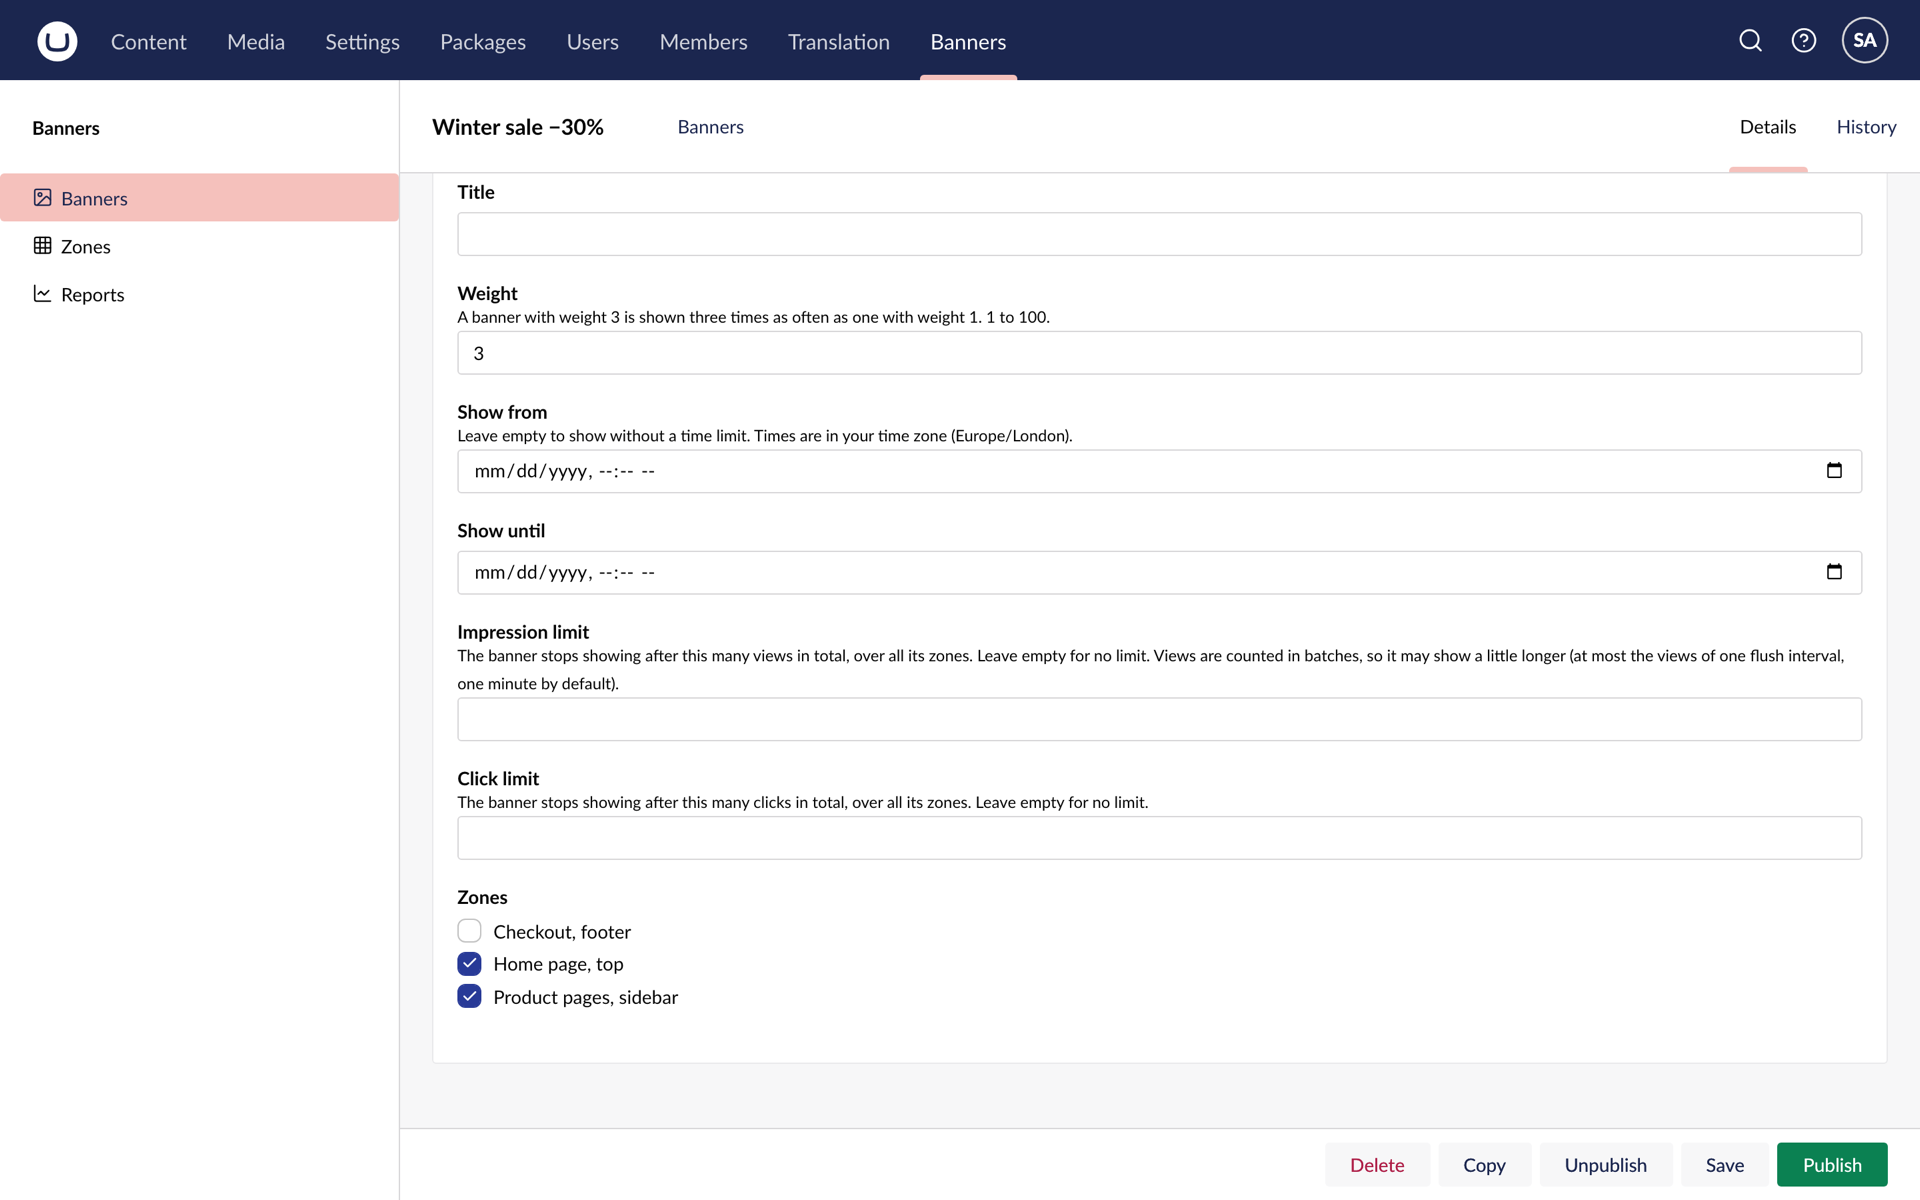 Content Media Settings Packages Users Members Translation Banners SA
Banners
Banners
Zones
Reports
Winter sale −30% Banners Details History
Title
Weight
A banner with weight 3 is shown three times as often as one with weight 1. 1 to 100.
3
Show from
Leave empty to show without a time limit. Times are in your time zone (Europe/London).
mm/dd/yyyy, --:-- --
Show until
mm/dd/yyyy, --:-- --
Impression limit
The banner stops showing after this many views in total, over all its zones. Leave empty for no limit. Views are counted in batches, so it may show a little longer (at most the views of one flush interval,
one minute by default).
Click limit
The banner stops showing after this many clicks in total, over all its zones. Leave empty for no limit.
Zones
Checkout, footer
Home page, top
Product pages, sidebar
Delete Copy Unpublish Save Publish